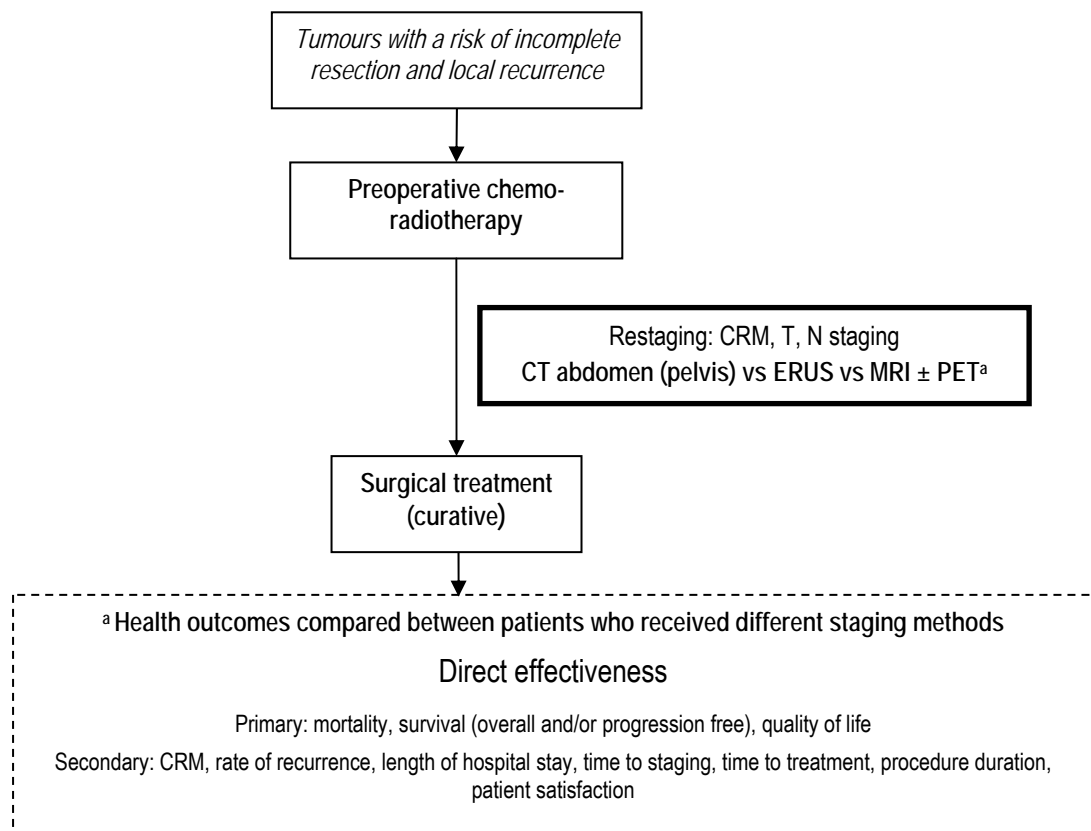 Tumours with a risk of incomplete
resection and local recurrence
Preoperative chemo-
radiotherapy
Restaging: CRM, T, N staging
CT abdomen (pelvis) vs ERUS vs MRI ± PETᵃ
Surgical treatment
(curative)
ᵃ Health outcomes compared between patients who received different staging methods
Direct effectiveness
Primary: mortality, survival (overall and/or progression free), quality of life
Secondary: CRM, rate of recurrence, length of hospital stay, time to staging, time to treatment, procedure duration,
patient satisfaction